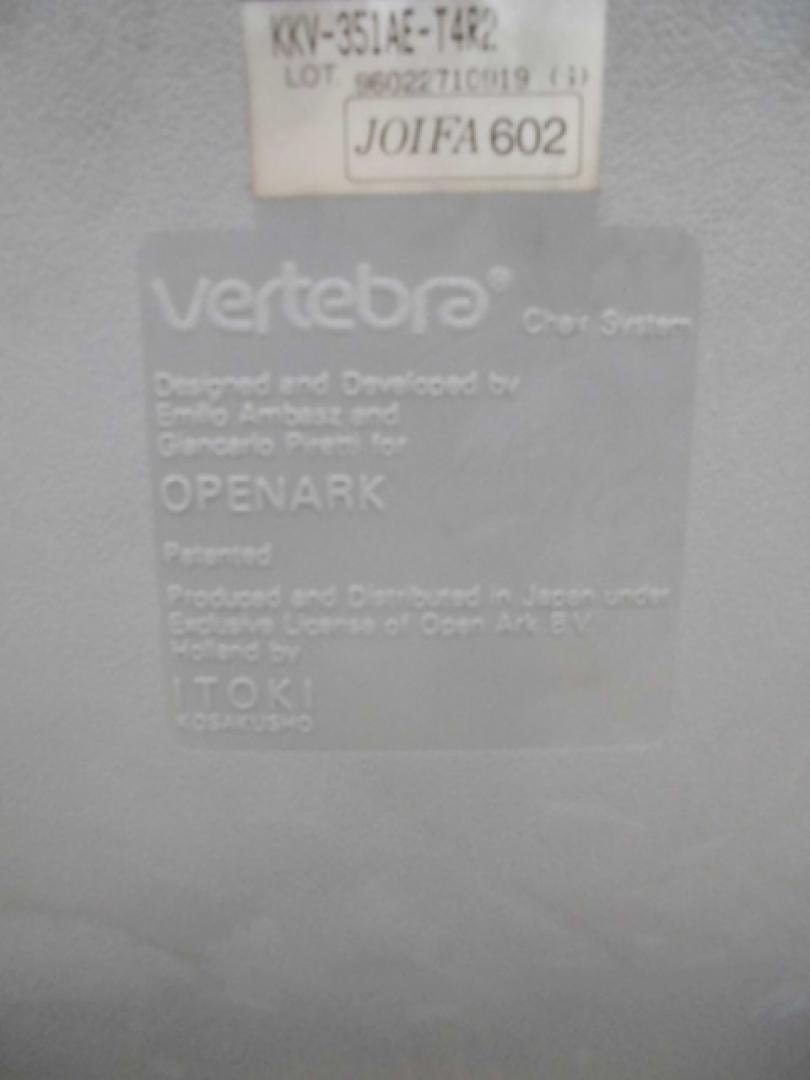 KKV-351AE-T4R2
LOT 96022710919 (1)
JOIFA 602
vertebra® Chair System
Designed and Developed by
Emilio Ambasz and
Giancarlo Piretti for
OPENARK
Patented
Produced and Distributed in Japan under
Exclusive License of Open Ark B.V.
Holland by
ITOKI
KOSAKUSHO